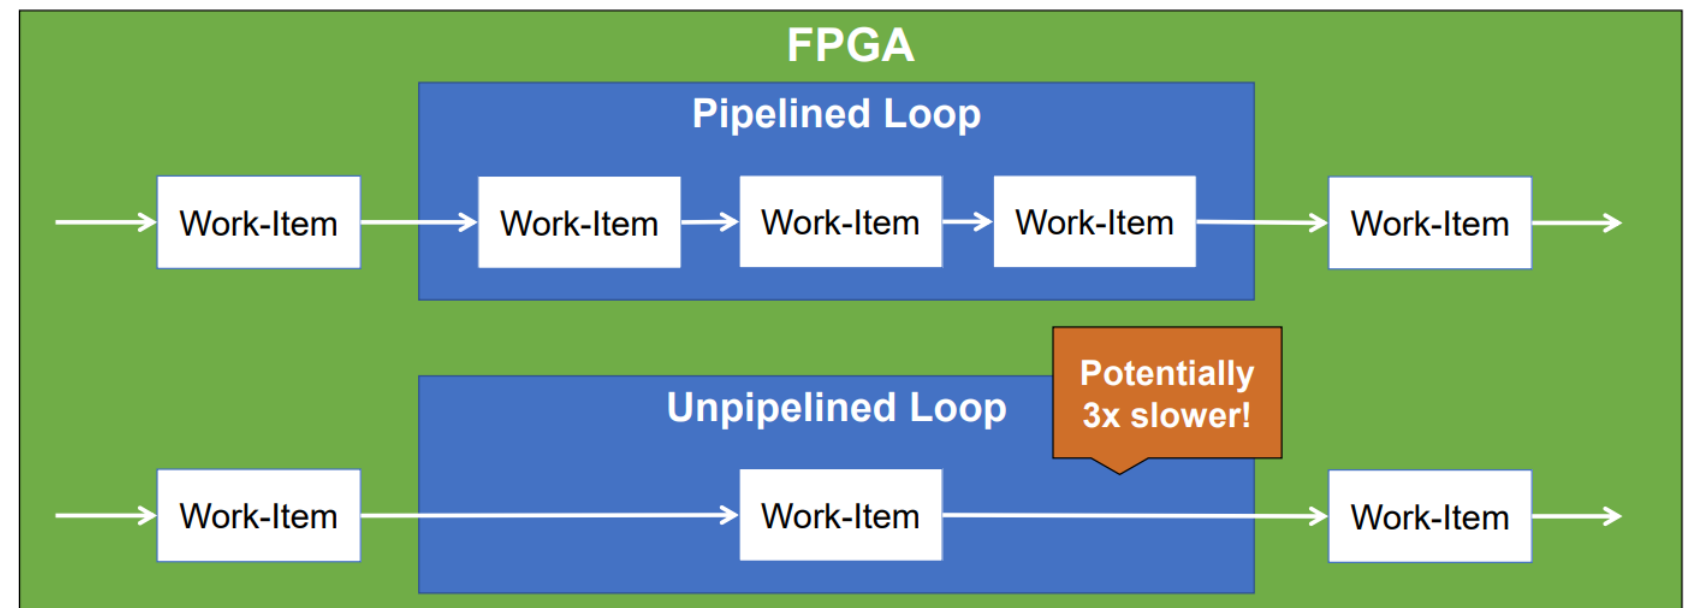 FPGA
Pipelined Loop
Work-Item
Work-Item
Work-Item
Work-Item
Work-Item
Potentially
3x slower!
Unpipelined Loop
Work-Item
Work-Item
Work-Item